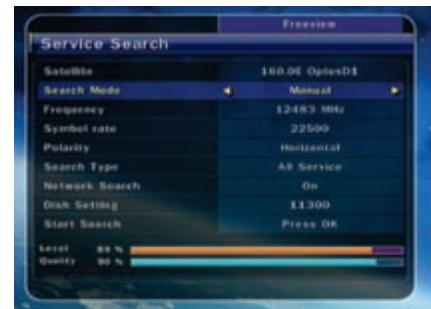 Freeview
Service Search
Satellite 160.0E OptusD1
Search Mode Manual
Frequency 12483 MHz
Symbol rate 22500
Polarity Horizontal
Search Type All Service
Network Search On
Dish Setting 11300
Start Search Press OK
Level 89 %
Quality 90 %